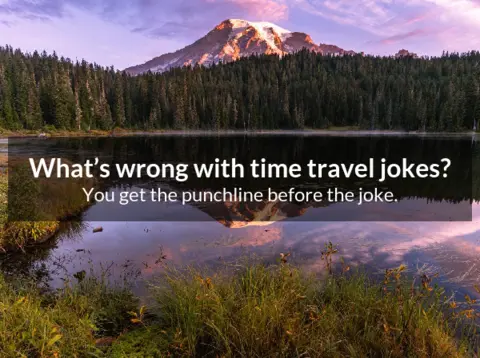 What’s wrong with time travel jokes?
You get the punchline before the joke.